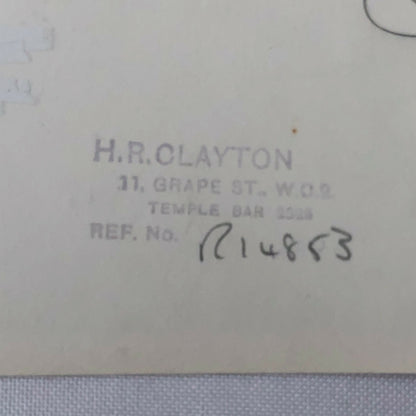 H.R.CLAYTON
11, GRAPE ST., W.C.2.
TEMPLE BAR
REF. No. R14853